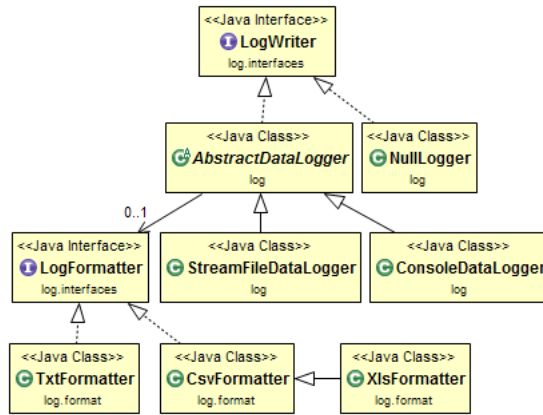 <<Java Interface>>
LogWriter
log.interfaces
<<Java Class>>
AbstractDataLogger
log
<<Java Class>>
NullLogger
log
0..1
<<Java Interface>>
LogFormatter
log.interfaces
<<Java Class>>
StreamFileDataLogger
log
<<Java Class>>
ConsoleDataLogger
log
<<Java Class>>
TxtFormatter
log.format
<<Java Class>>
CsvFormatter
log.format
<<Java Class>>
XlsFormatter
log.format